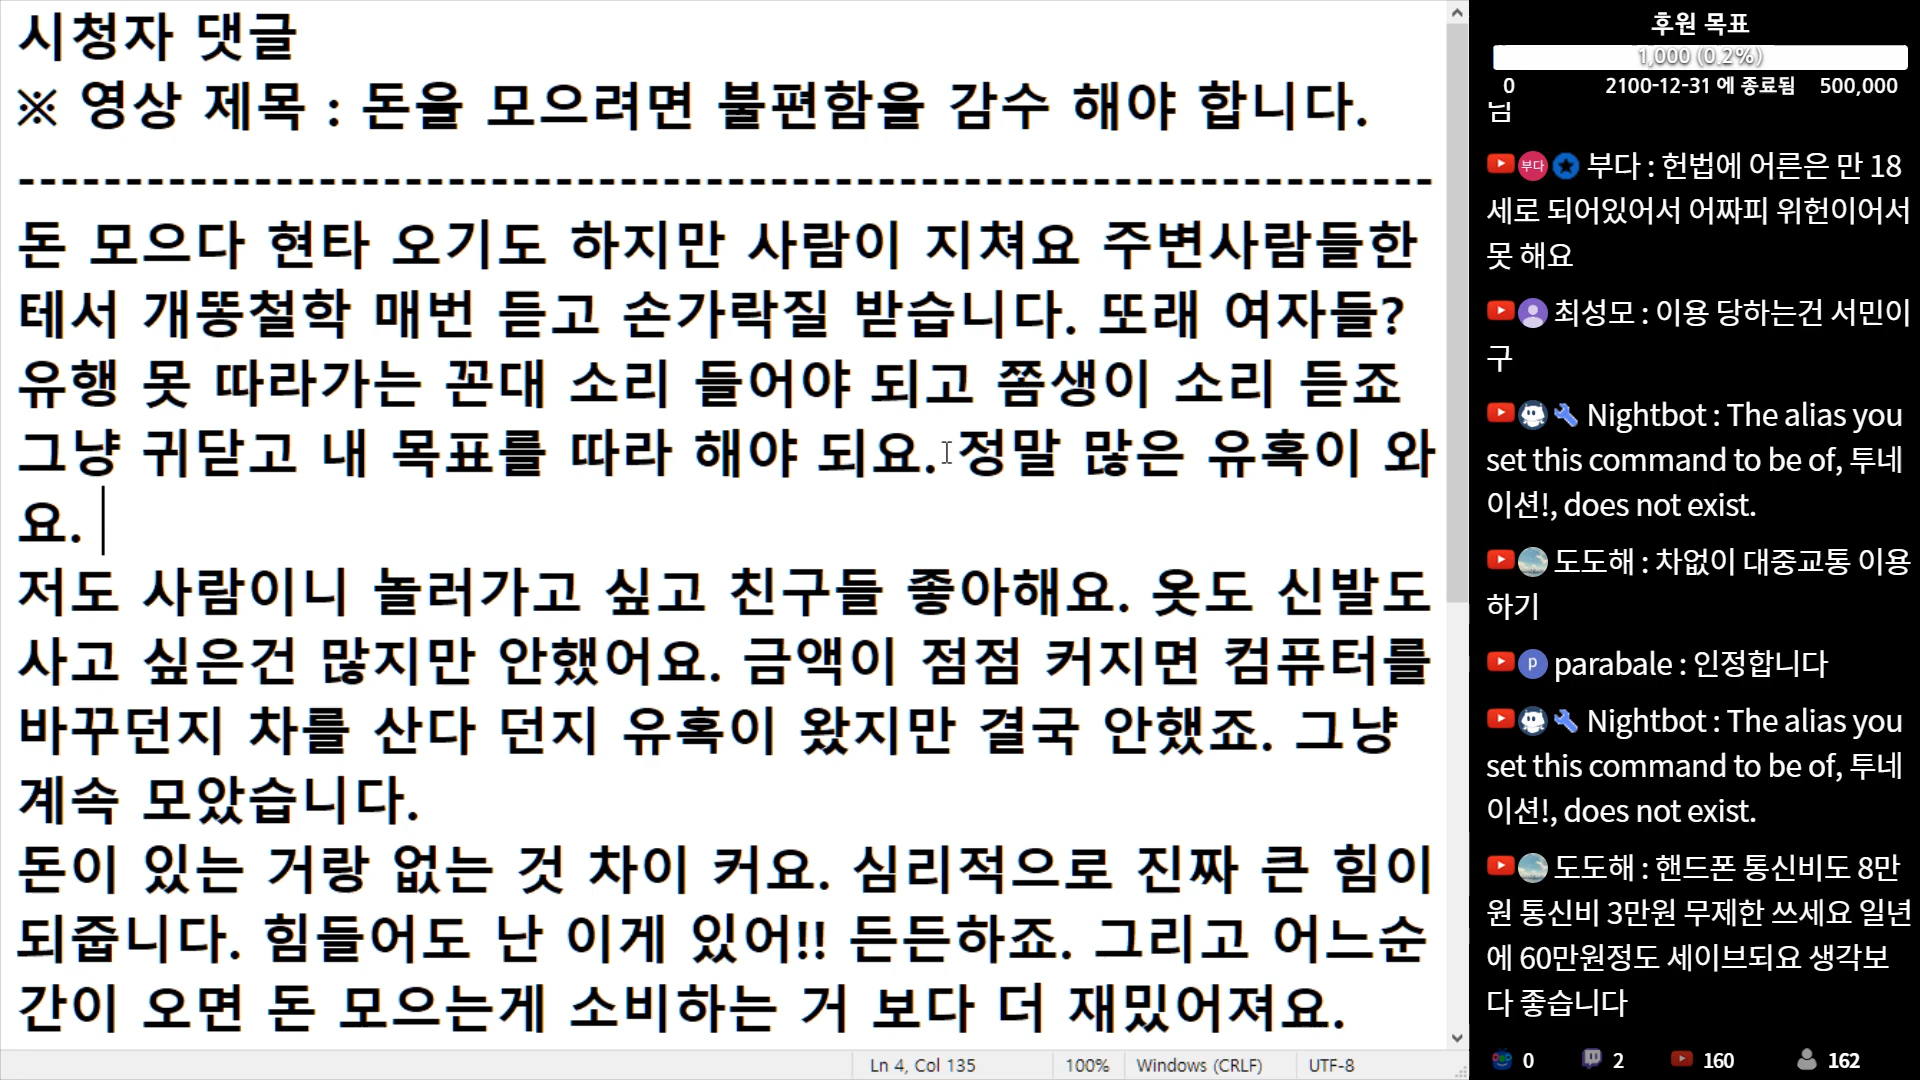 시청자 댓글
※ 영상 제목 : 돈을 모으려면 불편함을 감수 해야 합니다.
--------------------------------------------------------
돈 모으다 현타 오기도 하지만 사람이 지쳐요 주변사람들한
테서 개똥철학 매번 듣고 손가락질 받습니다. 또래 여자들?
유행 못 따라가는 꼰대 소리 들어야 되고 쫌생이 소리 듣죠
그냥 귀닫고 내 목표를 따라 해야 되요. 정말 많은 유혹이 와
요.
저도 사람이니 놀러가고 싶고 친구들 좋아해요. 옷도 신발도
사고 싶은건 많지만 안했어요. 금액이 점점 커지면 컴퓨터를
바꾸던지 차를 산다 던지 유혹이 왔지만 결국 안했죠. 그냥
계속 모았습니다.
돈이 있는 거랑 없는 것 차이 커요. 심리적으로 진짜 큰 힘이
되줍니다. 힘들어도 난 이게 있어!! 든든하죠. 그리고 어느순
간이 오면 돈 모으는게 소비하는 거 보다 더 재밌어져요.
Ln 4, Col 135
100%
Windows (CRLF)
UTF-8
후원 목표
1,000 (0.2%)
0 2100-12-31 에 종료됨 500,000
님
부다 부다 : 헌법에 어른은 만 18
세로 되어있어서 어짜피 위헌이어서
못 해요
최성모 : 이용 당하는건 서민이
구
Nightbot : The alias you
set this command to be of, 투네
이션!, does not exist.
도도해 : 차없이 대중교통 이용
하기
p parabale : 인정합니다
Nightbot : The alias you
set this command to be of, 투네
이션!, does not exist.
도도해 : 핸드폰 통신비도 8만
원 통신비 3만원 무제한 쓰세요 일년
에 60만원정도 세이브되요 생각보
다 좋습니다
0 2 160 162